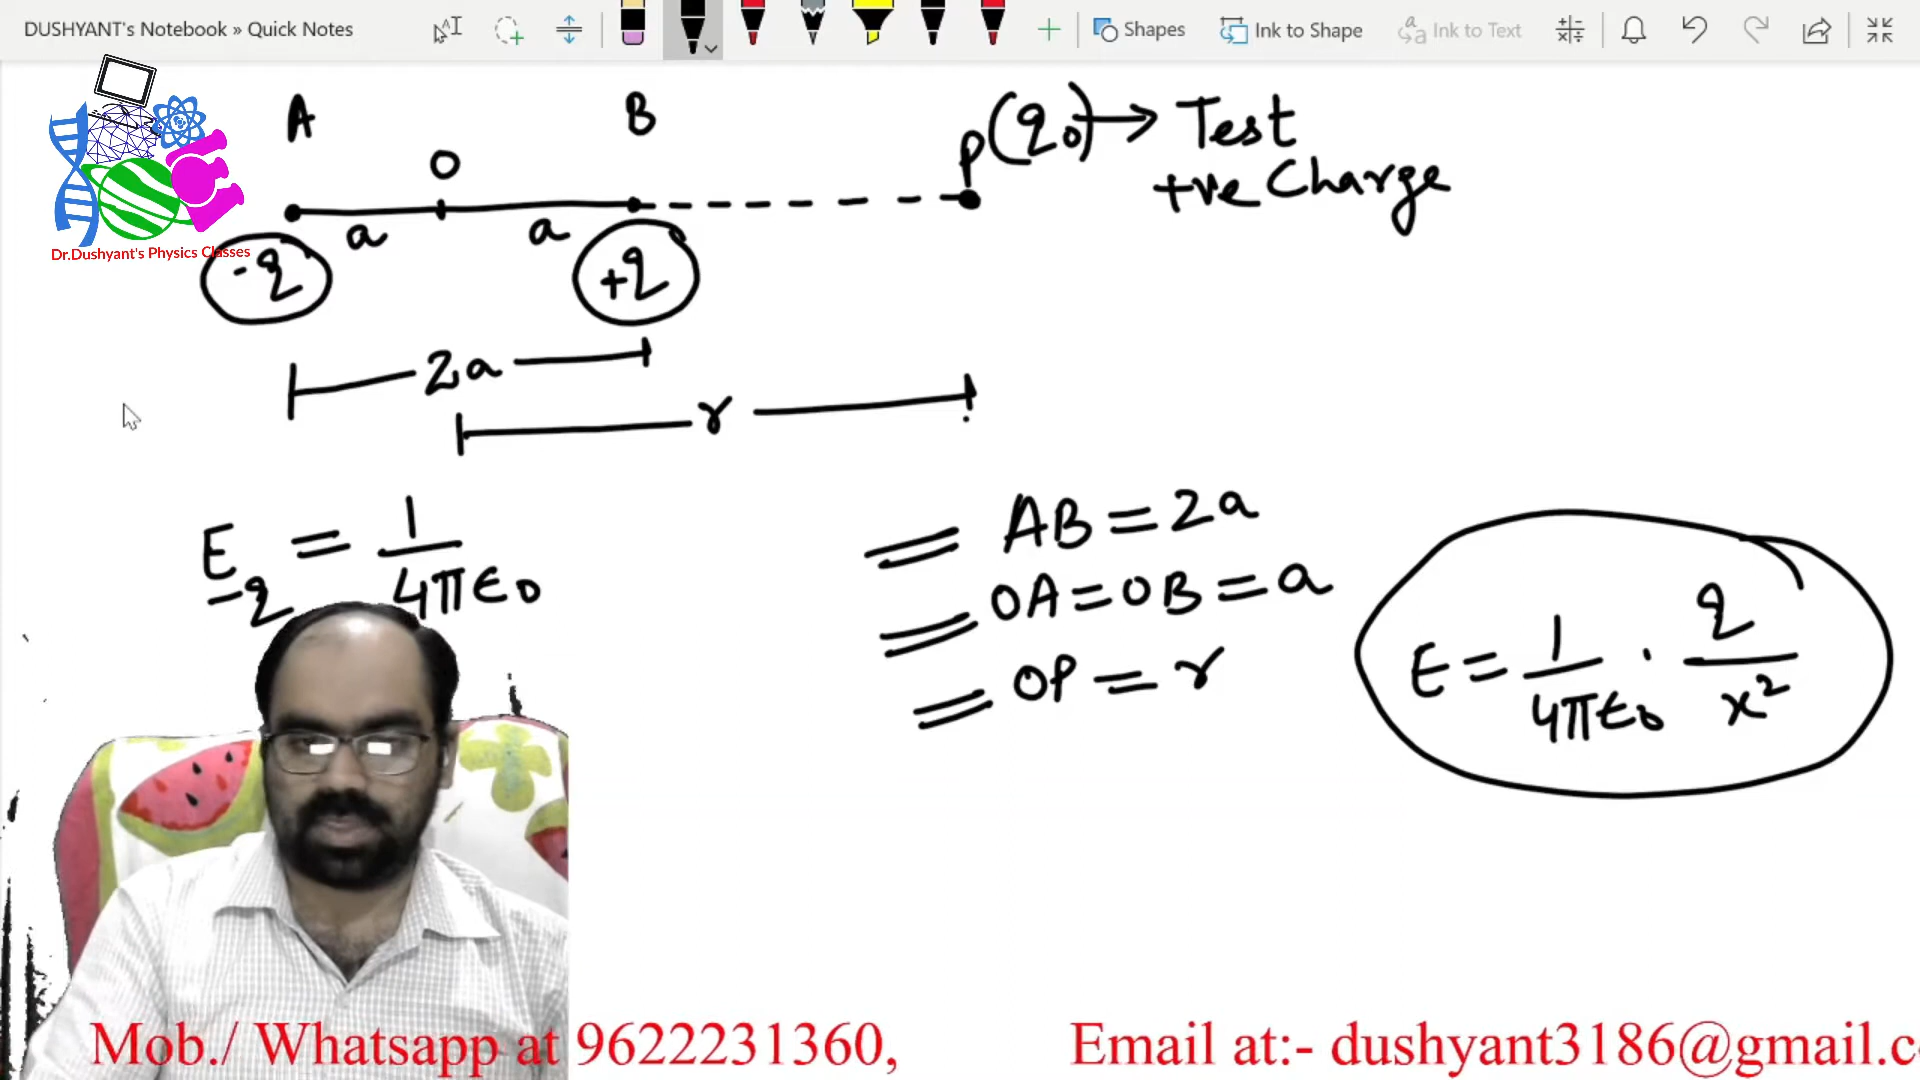 DUSHYANT's Notebook » Quick Notes
Shapes
Ink to Shape
Ink to Text
A
B
O
P (q₀) → Test
+ve Charge
a
a
Dr.Dushyant's Physics Classes
-q
+q
2a
r
E-q = 1/4πϵ₀
AB = 2a
OA = OB = a
OP = r
E = 1/4πϵ₀ · q/x²
Mob./ Whatsapp at 9622231360,
Email at:- dushyant3186@gmail.c